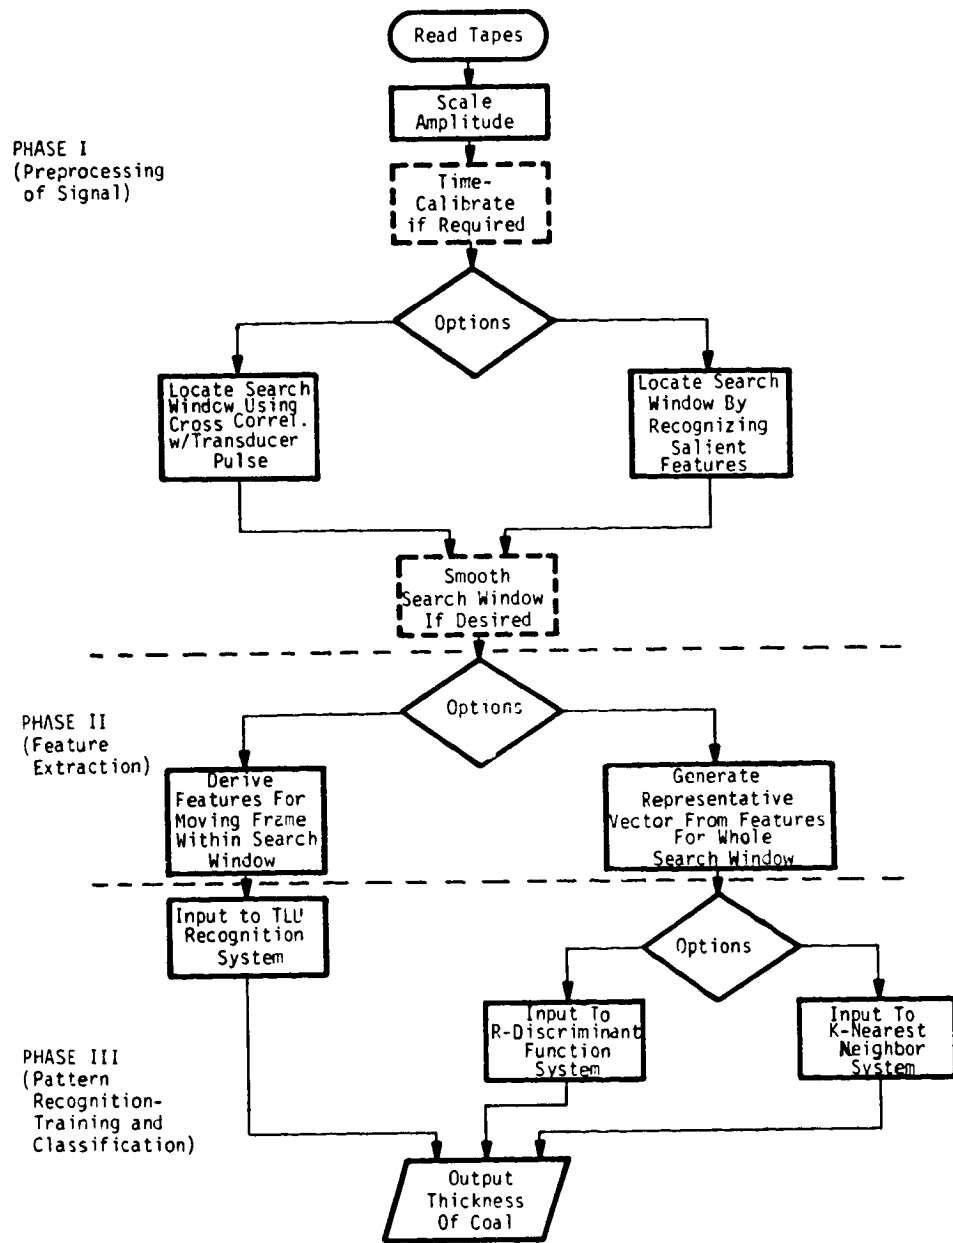 Read Tapes
Scale
Amplitude
PHASE I
(Preprocessing
of Signal)
Time-
Calibrate
if Required
Options
Locate Search
Window Using
Cross Correl.
w/Transducer
Pulse
Locate Search
Window By
Recognizing
Salient
Features
Smooth
Search Window
If Desired
PHASE II
(Feature
Extraction)
Options
Derive
Features For
Moving Frame
Within Search
Window
Generate
Representative
Vector From Features
For Whole
Search Window
Input to TLU
Recognition
System
Options
Input To
R-Discriminant
Function
System
Input To
K-Nearest
Neighbor
System
PHASE III
(Pattern
Recognition-
Training and
Classification)
Output
Thickness
Of Coal